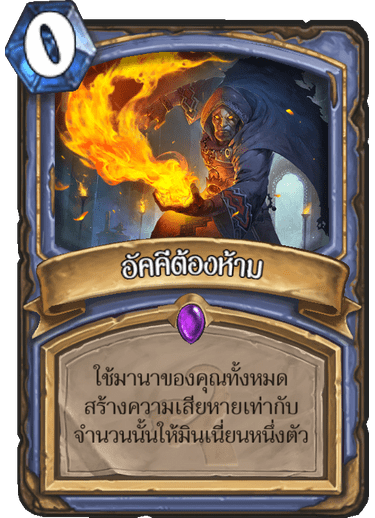 0
อัคคีต้องห้าม
ใช้มานาของคุณทั้งหมด
สร้างความเสียหายเท่ากับ
จำนวนนั้นให้มินเนี่ยนหนึ่งตัว